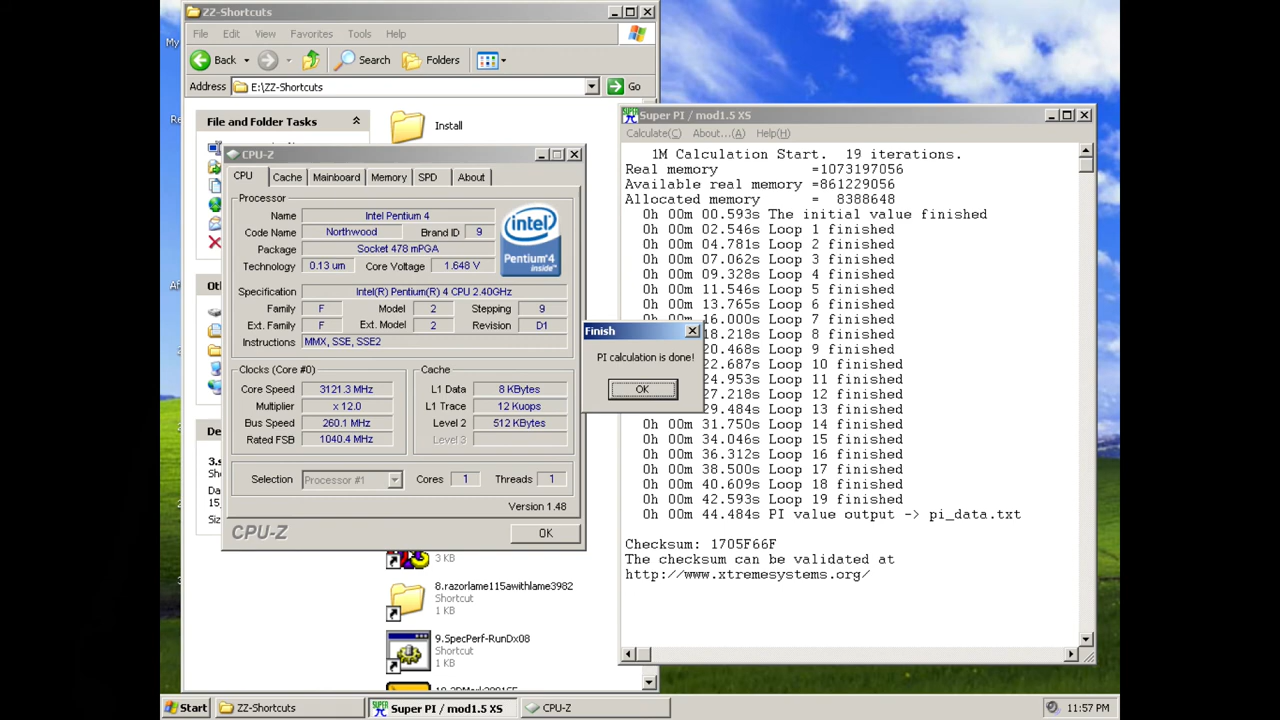 ZZ-Shortcuts
File Edit View Favorites Tools Help
Back Search Folders
Address E:\ZZ-Shortcuts Go
My
File and Folder Tasks
Install
Super PI / mod1.5 XS
Calculate(C) About...(A) Help(H)
1M Calculation Start. 19 iterations.
Real memory =1073197056
Available real memory =861229056
Allocated memory = 8388648
0h 00m 00.593s The initial value finished
0h 00m 02.546s Loop 1 finished
0h 00m 04.781s Loop 2 finished
0h 00m 07.062s Loop 3 finished
0h 00m 09.328s Loop 4 finished
0h 00m 11.546s Loop 5 finished
0h 00m 13.765s Loop 6 finished
16.000s Loop 7 finished
18.218s Loop 8 finished
20.468s Loop 9 finished
22.687s Loop 10 finished
24.953s Loop 11 finished
27.218s Loop 12 finished
29.484s Loop 13 finished
0h 00m 31.750s Loop 14 finished
0h 00m 34.046s Loop 15 finished
0h 00m 36.312s Loop 16 finished
0h 00m 38.500s Loop 17 finished
0h 00m 40.609s Loop 18 finished
0h 00m 42.593s Loop 19 finished
0h 00m 44.484s PI value output -> pi_data.txt
Checksum: 1705F66F
The checksum can be validated at
http://www.xtremesystems.org/
CPU-Z
CPU Cache Mainboard Memory SPD About
Processor
Name Intel Pentium 4
Code Name Northwood Brand ID 9
Package Socket 478 mPGA
Technology 0.13 um Core Voltage 1.648 V
intel
Pentium 4
inside™
Specification Intel(R) Pentium(R) 4 CPU 2.40GHz
Family F Model 2 Stepping 9
Ext. Family F Ext. Model 2 Revision D1
Instructions MMX, SSE, SSE2
Clocks (Core #0)
Core Speed 3121.3 MHz
Multiplier x 12.0
Bus Speed 260.1 MHz
Rated FSB 1040.4 MHz
Cache
L1 Data 8 KBytes
L1 Trace 12 Kuops
Level 2 512 KBytes
Level 3
Selection Processor #1 Cores 1 Threads 1
Version 1.48
CPU-Z OK
Finish
PI calculation is done!
OK
3 KB
8.razorlame115awithlame3982
Shortcut
1 KB
9.SpecPerf-RunDx08
Shortcut
1 KB
Start ZZ-Shortcuts Super PI / mod1.5 XS CPU-Z 11:57 PM